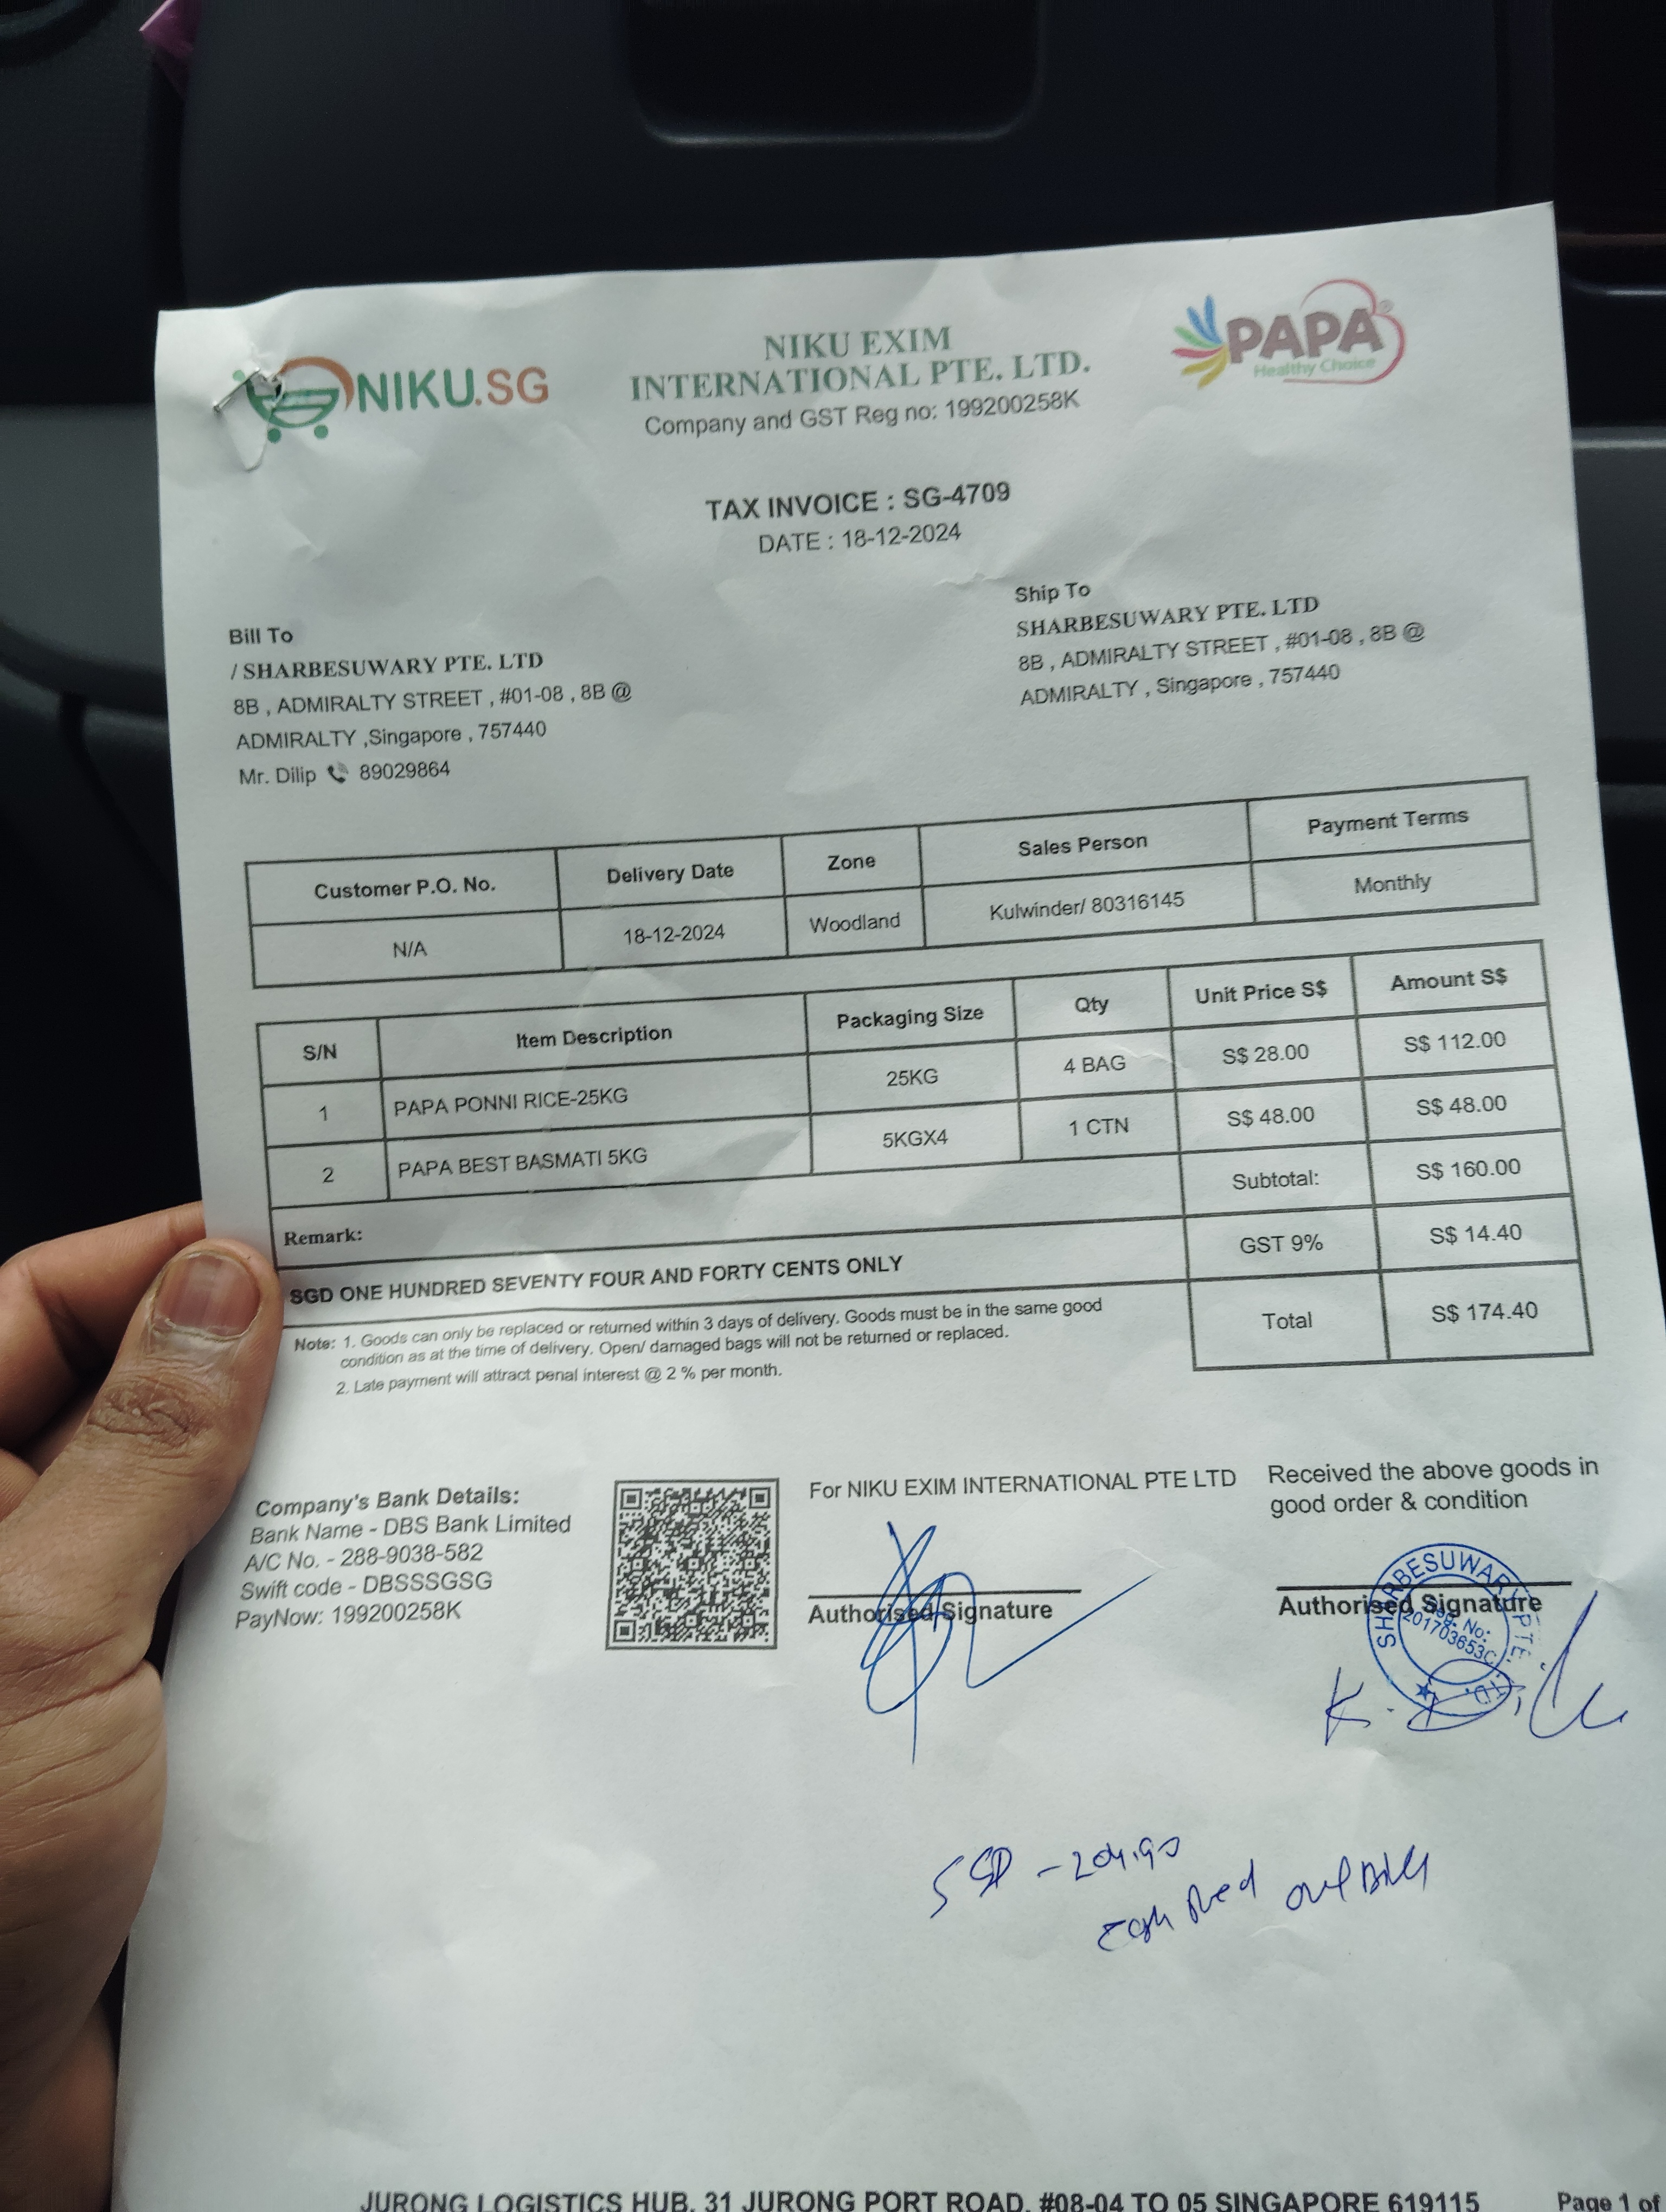 NIKU.SG
NIKU EXIM
INTERNATIONAL PTE. LTD.
Company and GST Reg no: 199200258K
PAPA®
Healthy Choice
TAX INVOICE : SG-4709
DATE : 18-12-2024
Bill To
/ SHARBESUWARY PTE. LTD
8B , ADMIRALTY STREET , #01-08 , 8B @
ADMIRALTY ,Singapore , 757440
Mr. Dilip 89029864
Ship To
SHARBESUWARY PTE. LTD
8B , ADMIRALTY STREET , #01-08 , 8B @
ADMIRALTY , Singapore , 757440
Customer P.O. No. Delivery Date Zone Sales Person Payment Terms
N/A 18-12-2024 Woodland Kulwinder/ 80316145 Monthly
S/N Item Description Packaging Size Qty Unit Price S$ Amount S$
1 PAPA PONNI RICE-25KG 25KG 4 BAG S$ 28.00 S$ 112.00
2 PAPA BEST BASMATI 5KG 5KGX4 1 CTN S$ 48.00 S$ 48.00
Subtotal: S$ 160.00
Remark:
GST 9% S$ 14.40
SGD ONE HUNDRED SEVENTY FOUR AND FORTY CENTS ONLY
Total S$ 174.40
Note: 1. Goods can only be replaced or returned within 3 days of delivery. Goods must be in the same good
condition as at the time of delivery. Open/ damaged bags will not be returned or replaced.
2. Late payment will attract penal interest @ 2 % per month.
Company's Bank Details:
Bank Name - DBS Bank Limited
A/C No. - 288-9038-582
Swift code - DBSSSGSG
PayNow: 199200258K
For NIKU EXIM INTERNATIONAL PTE LTD
Authorised Signature
Received the above goods in
good order & condition
Authorised Signature
SHARBESUWARY PTE. LTD.
Reg. No:
201703653C
JURONG LOGISTICS HUB, 31 JURONG PORT ROAD, #08-04 TO 05 SINGAPORE 619115
Page 1 of